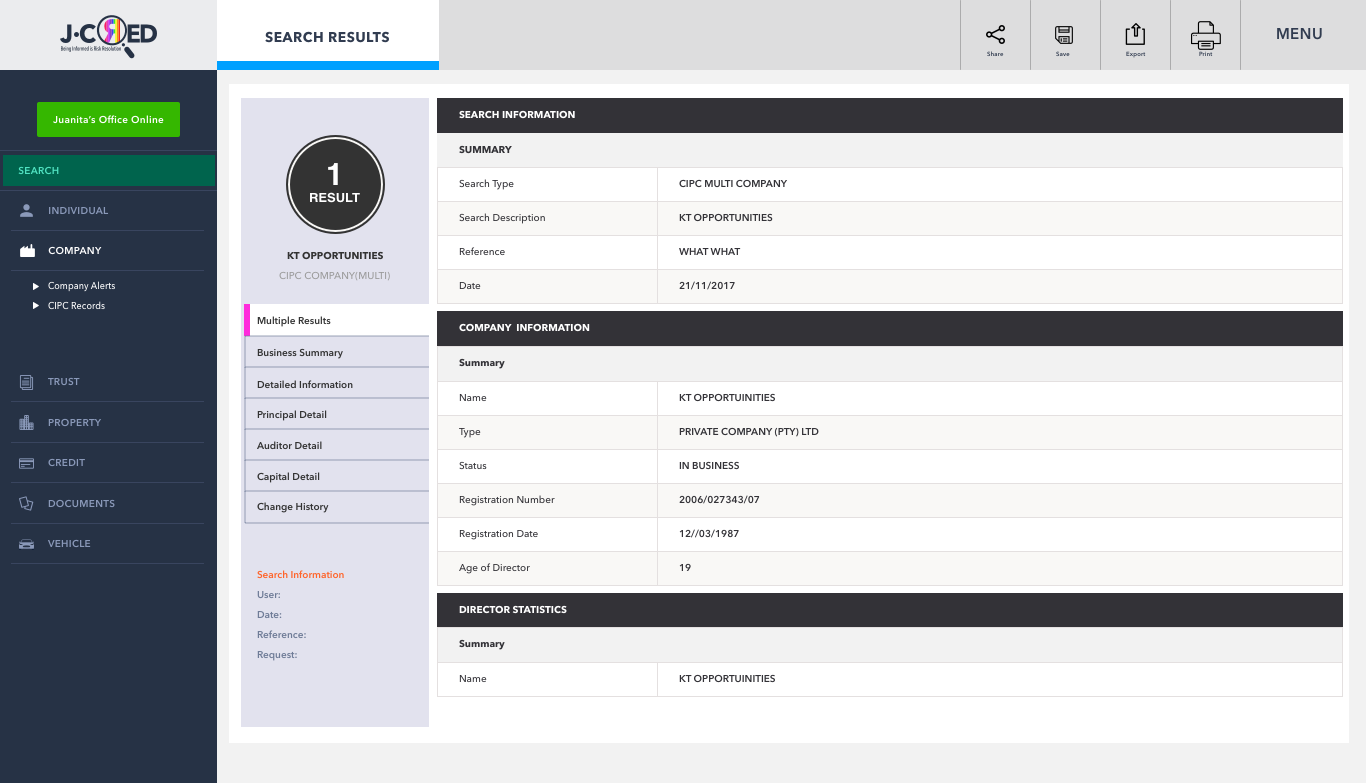 J-CRED
Being Informed is Risk Resolution
SEARCH RESULTS
Share
Save
Export
Print
MENU
Juanita's Office Online
SEARCH
INDIVIDUAL
COMPANY
Company Alerts
CIPC Records
TRUST
PROPERTY
CREDIT
DOCUMENTS
VEHICLE
1
RESULT
KT OPPORTUNITIES
CIPC COMPANY(MULTI)
Multiple Results
Business Summary
Detailed Information
Principal Detail
Auditor Detail
Capital Detail
Change History
Search Information
User:
Date:
Reference:
Request:
SEARCH INFORMATION
SUMMARY
Search Type CIPC MULTI COMPANY
Search Description KT OPPORTUNITIES
Reference WHAT WHAT
Date 21/11/2017
COMPANY INFORMATION
Summary
Name KT OPPORTUINITIES
Type PRIVATE COMPANY (PTY) LTD
Status IN BUSINESS
Registration Number 2006/027343/07
Registration Date 12//03/1987
Age of Director 19
DIRECTOR STATISTICS
Summary
Name KT OPPORTUINITIES